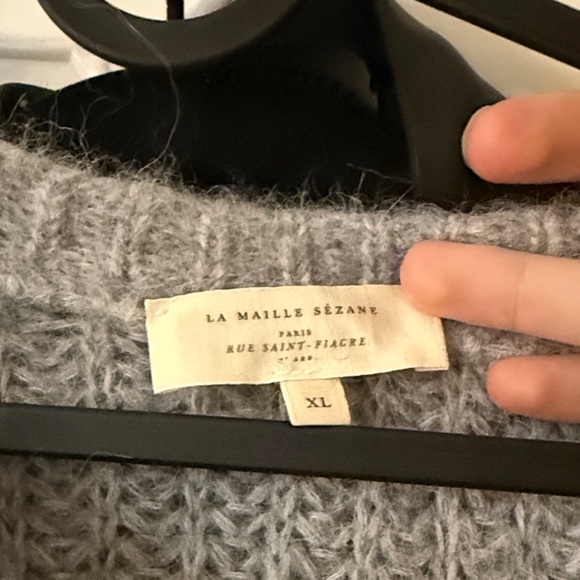 LA MAILLE SÉZANE
PARIS
RUE SAINT-FIACRE
XL